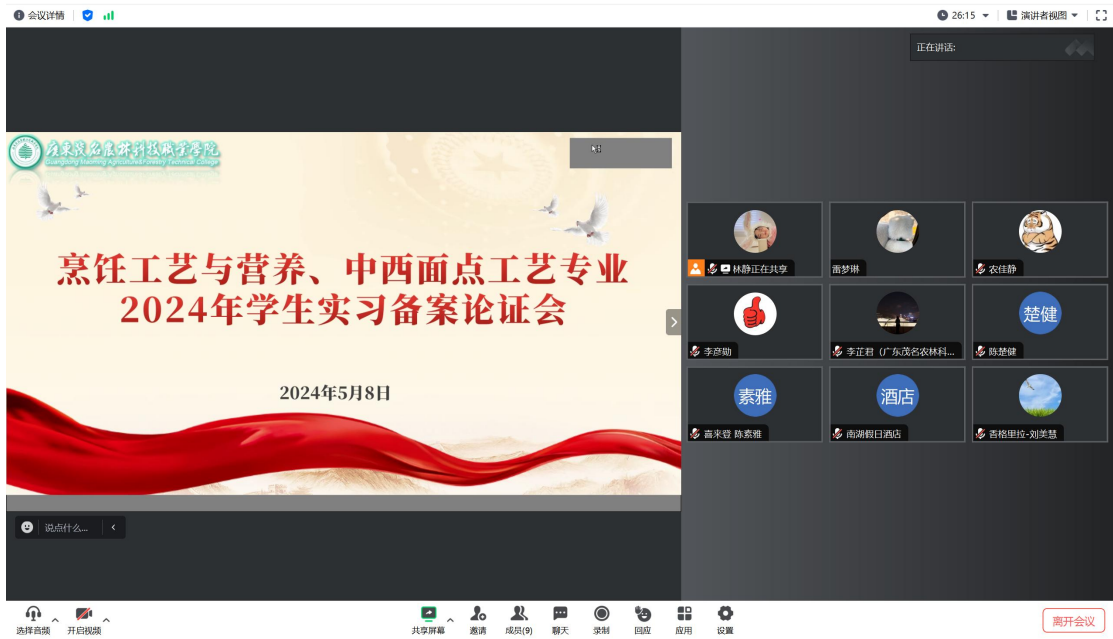 会议详情
26:15
演讲者视图
正在讲话:
广东茂名农林科技职业学院
Guangdong Maoming Agriculture&Forestry Technical College
烹饪工艺与营养、中西面点工艺专业
2024年学生实习备案论证会
2024年5月8日
林静正在共享
雷梦琳
农佳静
李彦勋
李芷君（广东茂名农林科...
楚健
陈楚健
素雅
喜来登 陈素雅
酒店
南湖假日酒店
香格里拉-刘美慧
说点什么...
选择音频
开启视频
共享屏幕
邀请
成员(9)
聊天
录制
回应
应用
设置
离开会议